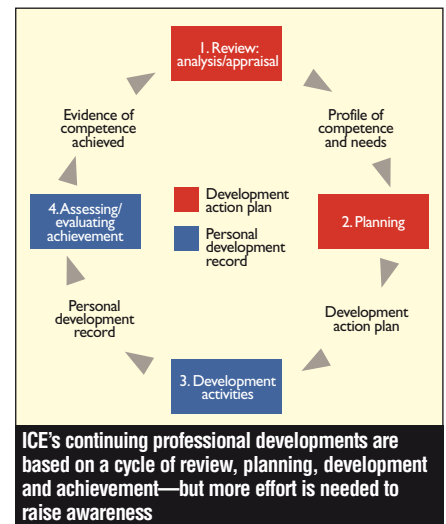 1. Review:
analysis/appraisal
Evidence of
competence
achieved
Profile of
competence
and needs
4. Assessing/
evaluating
achievement
Development
action plan
Personal
development
record
2. Planning
Personal
development
record
Development
action plan
3. Development
activities
ICE's continuing professional developments are
based on a cycle of review, planning, development
and achievement—but more effort is needed to
raise awareness